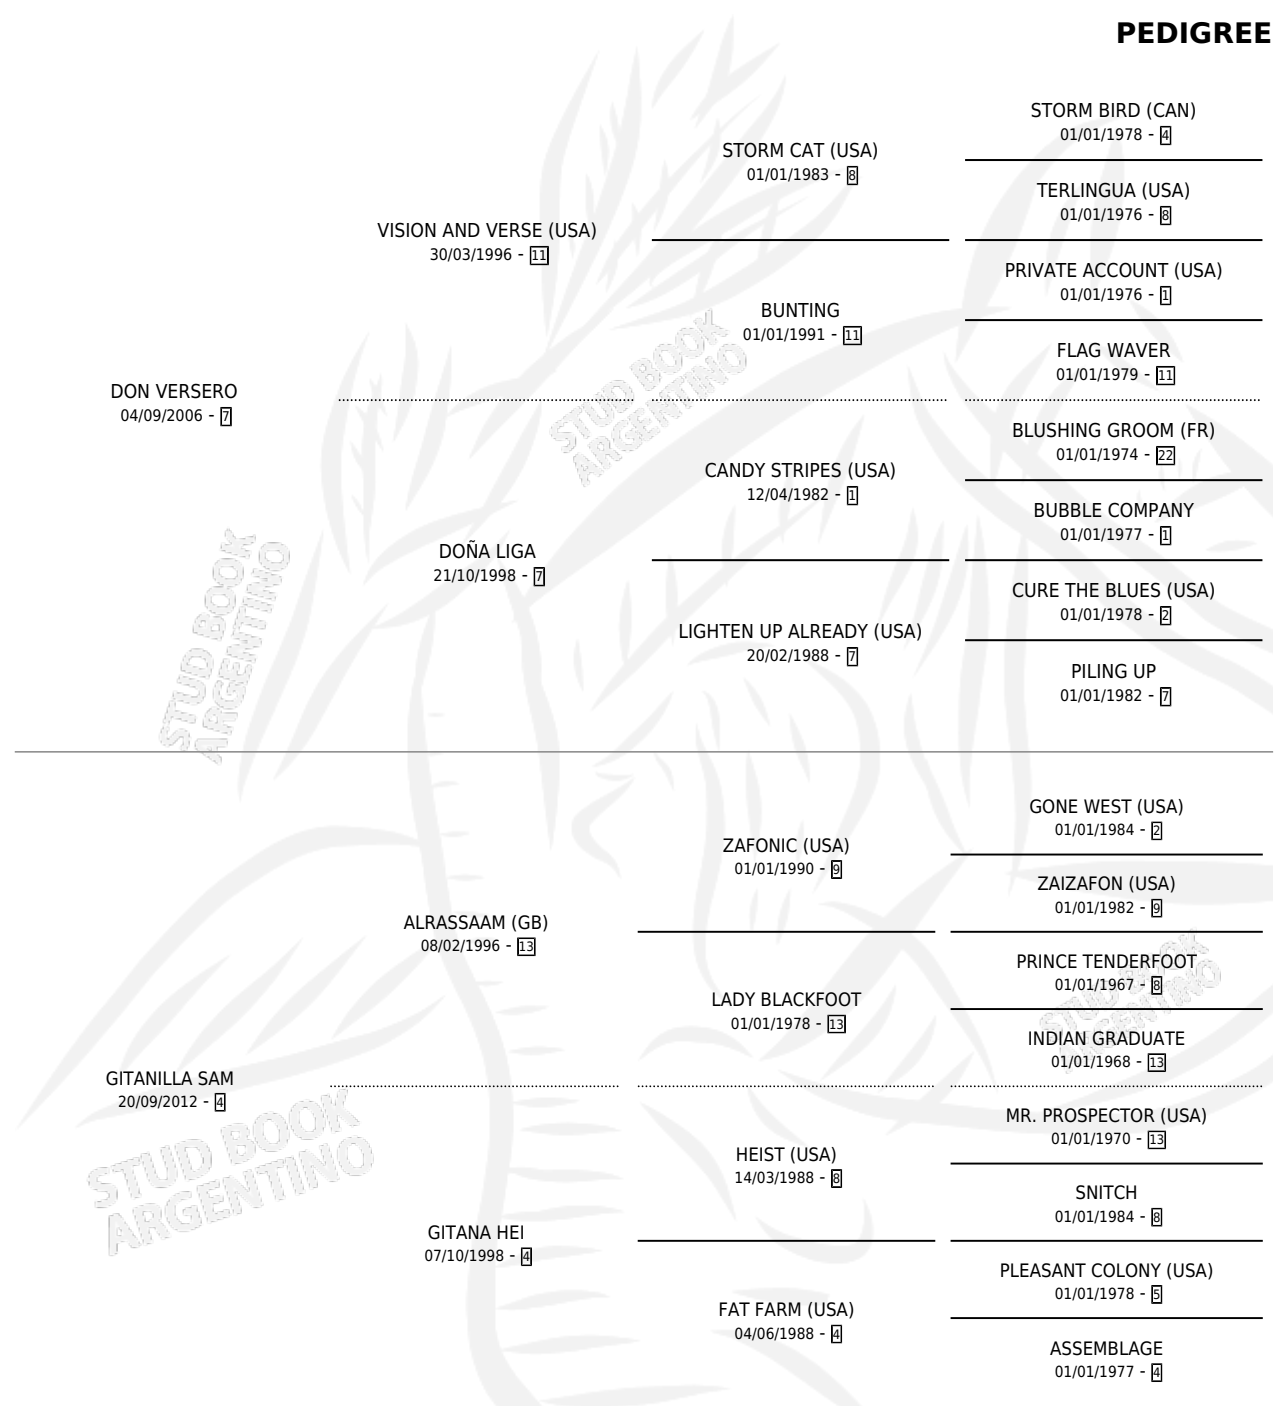 PEDIGREE
STORM BIRD (CAN)
01/01/1978 - 4
STORM CAT (USA)
01/01/1983 - 8
TERLINGUA (USA)
01/01/1976 - 8
VISION AND VERSE (USA)
30/03/1996 - 11
PRIVATE ACCOUNT (USA)
01/01/1976 - 1
BUNTING
01/01/1991 - 11
FLAG WAVER
01/01/1979 - 11
DON VERSERO
04/09/2006 - 7
BLUSHING GROOM (FR)
01/01/1974 - 22
CANDY STRIPES (USA)
12/04/1982 - 1
BUBBLE COMPANY
01/01/1977 - 1
DOÑA LIGA
21/10/1998 - 7
CURE THE BLUES (USA)
01/01/1978 - 2
LIGHTEN UP ALREADY (USA)
20/02/1988 - 7
PILING UP
01/01/1982 - 7
GONE WEST (USA)
01/01/1984 - 2
ZAFONIC (USA)
01/01/1990 - 9
ZAIZAFON (USA)
01/01/1982 - 9
ALRASSAAM (GB)
08/02/1996 - 13
PRINCE TENDERFOOT
01/01/1967 - 8
LADY BLACKFOOT
01/01/1978 - 13
INDIAN GRADUATE
01/01/1968 - 13
GITANILLA SAM
20/09/2012 - 4
MR. PROSPECTOR (USA)
01/01/1970 - 13
HEIST (USA)
14/03/1988 - 8
SNITCH
01/01/1984 - 8
GITANA HEI
07/10/1998 - 4
PLEASANT COLONY (USA)
01/01/1978 - 5
FAT FARM (USA)
04/06/1988 - 4
ASSEMBLAGE
01/01/1977 - 4
STUD BOOK
ARGENTINO
STUD BOOK
ARGENTINO
STUD BOOK
ARGENTINO
STUD BOOK
ARGENTINO